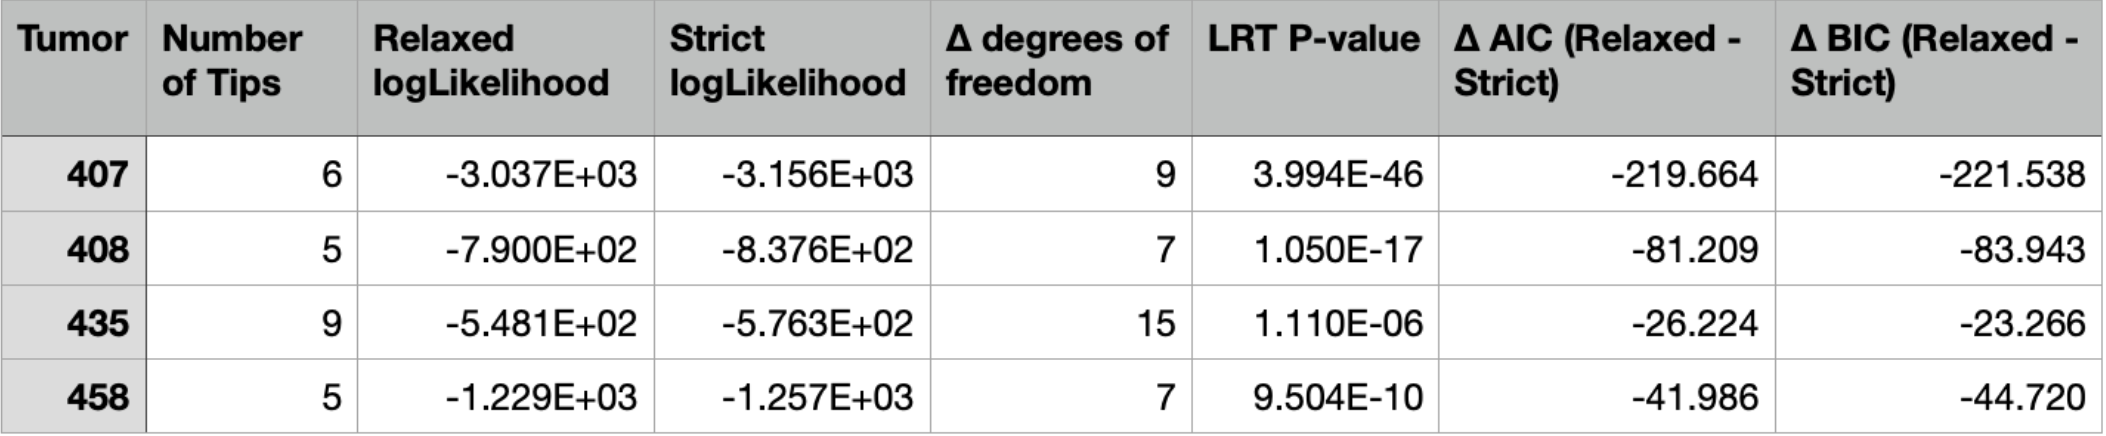 Tumor Number of Tips Relaxed logLikelihood Strict logLikelihood Δ degrees of freedom LRT P-value Δ AIC (Relaxed - Strict) Δ BIC (Relaxed - Strict)
407 6 -3.037E+03 -3.156E+03 9 3.994E-46 -219.664 -221.538
408 5 -7.900E+02 -8.376E+02 7 1.050E-17 -81.209 -83.943
435 9 -5.481E+02 -5.763E+02 15 1.110E-06 -26.224 -23.266
458 5 -1.229E+03 -1.257E+03 7 9.504E-10 -41.986 -44.720